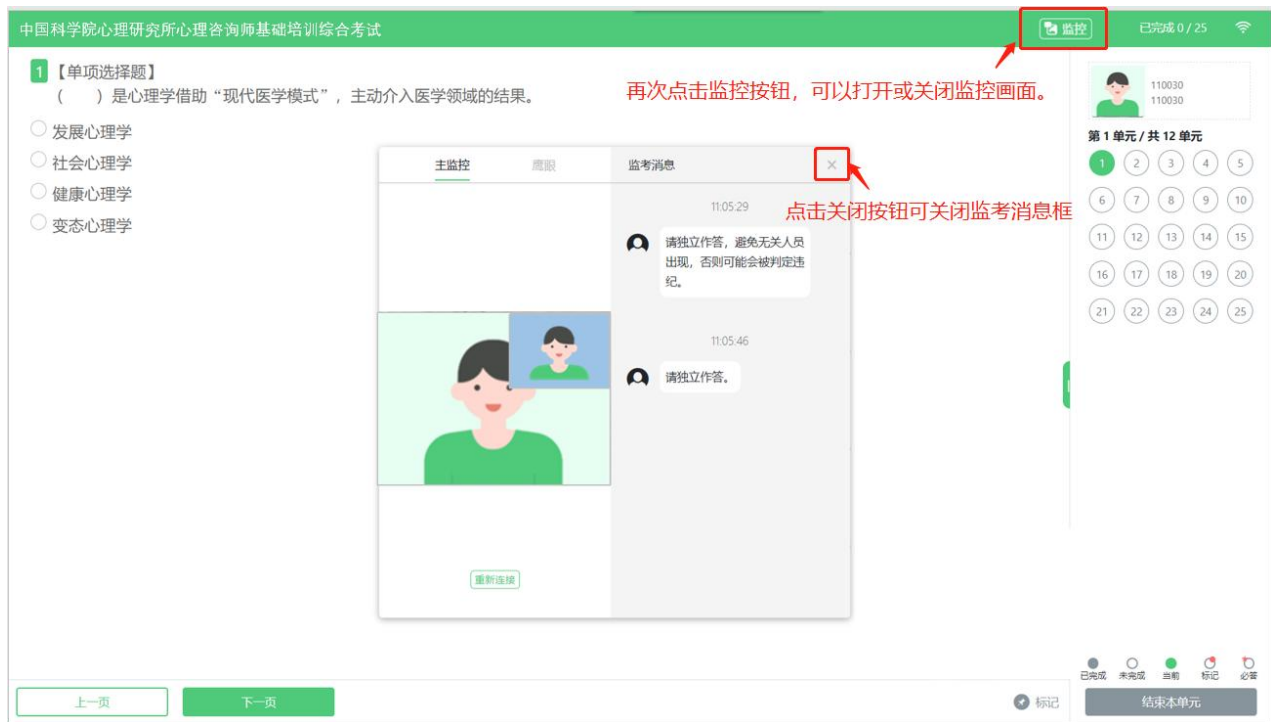 中国科学院心理研究所心理咨询师基础培训综合考试
监控
已完成 0 / 25
1 【单项选择题】
( ) 是心理学借助“现代医学模式”，主动介入医学领域的结果。
发展心理学
社会心理学
健康心理学
变态心理学
再次点击监控按钮，可以打开或关闭监控画面。
主监控
鹰眼
监考消息
×
点击关闭按钮可关闭监考消息框
11:05:29
请独立作答，避免无关人员
出现，否则可能会被判定违
纪。
11:05:46
请独立作答。
重新连接
110030
110030
第 1 单元 / 共 12 单元
1 2 3 4 5
6 7 8 9 10
11 12 13 14 15
16 17 18 19 20
21 22 23 24 25
已完成 未完成 当前 标记 必答
上一页
下一页
标记
结束本单元